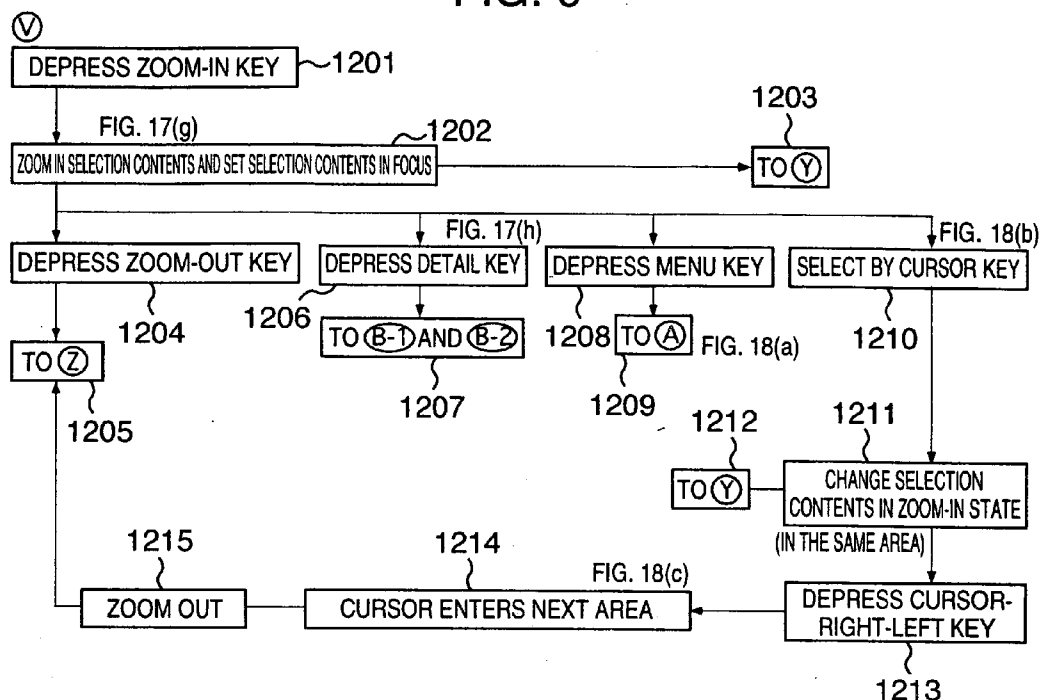 V
DEPRESS ZOOM-IN KEY
1201
FIG. 17(g)
1202
1203
ZOOM IN SELECTION CONTENTS AND SET SELECTION CONTENTS IN FOCUS
TO Y
FIG. 17(h)
FIG. 18(b)
DEPRESS ZOOM-OUT KEY
DEPRESS DETAIL KEY
DEPRESS MENU KEY
SELECT BY CURSOR KEY
1204
1206
1208
1210
TO Z
TO B-1 AND B-2
TO A
FIG. 18(a)
1205
1207
1209
1212
1211
TO Y
CHANGE SELECTION
CONTENTS IN ZOOM-IN STATE
(IN THE SAME AREA)
1215
1214
FIG. 18(c)
ZOOM OUT
CURSOR ENTERS NEXT AREA
DEPRESS CURSOR-
RIGHT-LEFT KEY
1213